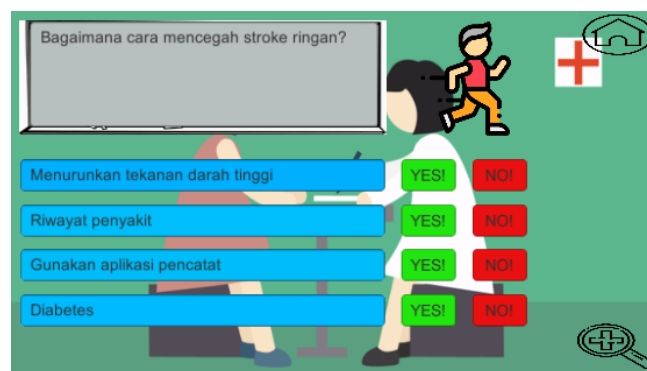 Bagaimana cara mencegah stroke ringan?
Menurunkan tekanan darah tinggi YES! NO!
Riwayat penyakit YES! NO!
Gunakan aplikasi pencatat YES! NO!
Diabetes YES! NO!